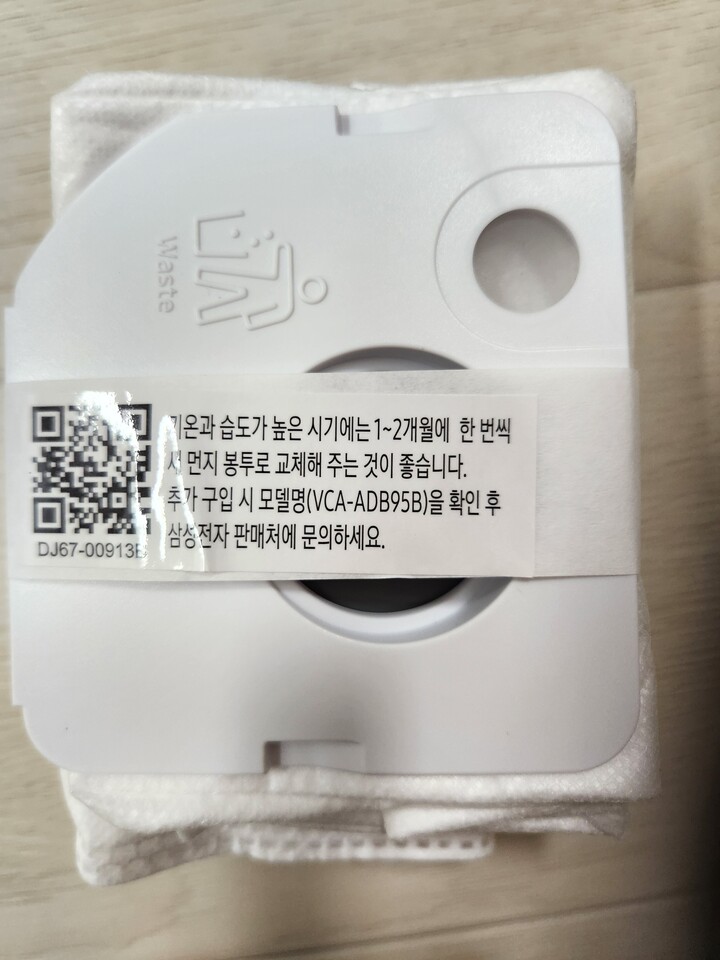 Waste
기온과 습도가 높은 시기에는 1~2개월에 한 번씩
새 먼지 봉투로 교체해 주는 것이 좋습니다.
추가 구입 시 모델명(VCA-ADB95B)을 확인 후
삼성전자 판매처에 문의하세요.
DJ67-00913B